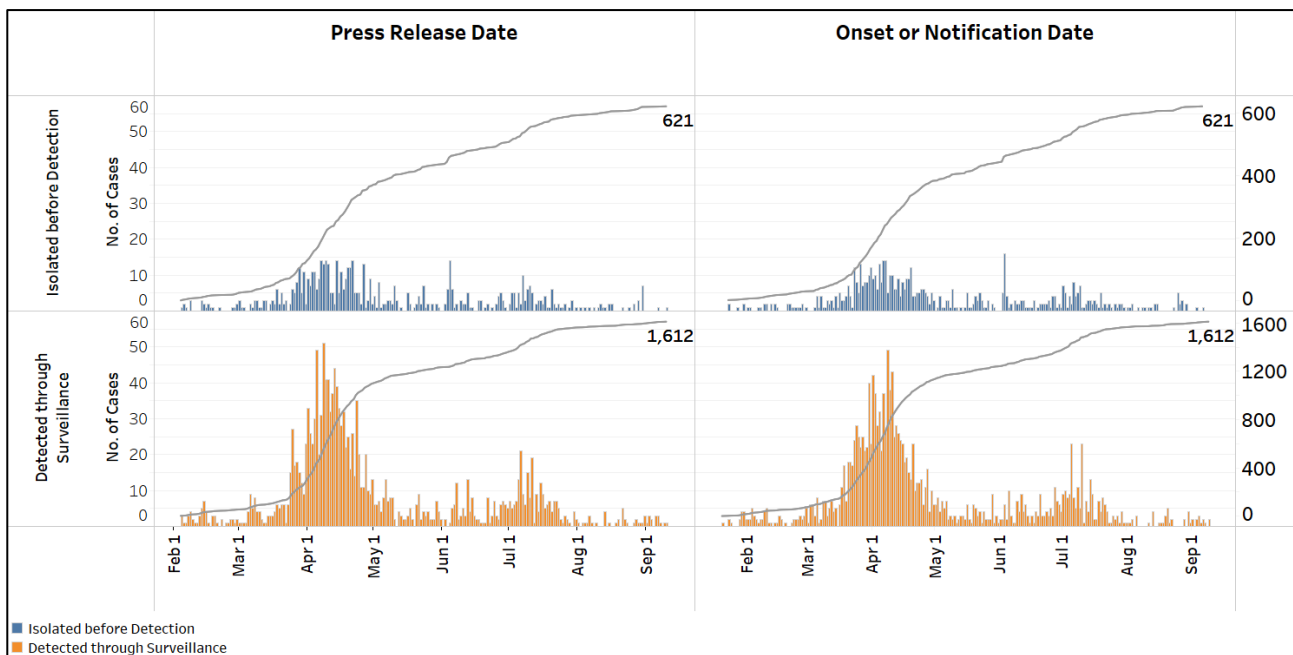 Press Release Date
Onset or Notification Date
Isolated before Detection
No. of Cases
60
50
40
30
20
10
0
621
621
600
400
200
0
Detected through
Surveillance
No. of Cases
60
50
40
30
20
10
0
1,612
1,612
1600
1200
800
400
0
Feb 1
Mar 1
Apr 1
May 1
Jun 1
Jul 1
Aug 1
Sep 1
Feb 1
Mar 1
Apr 1
May 1
Jun 1
Jul 1
Aug 1
Sep 1
Isolated before Detection
Detected through Surveillance